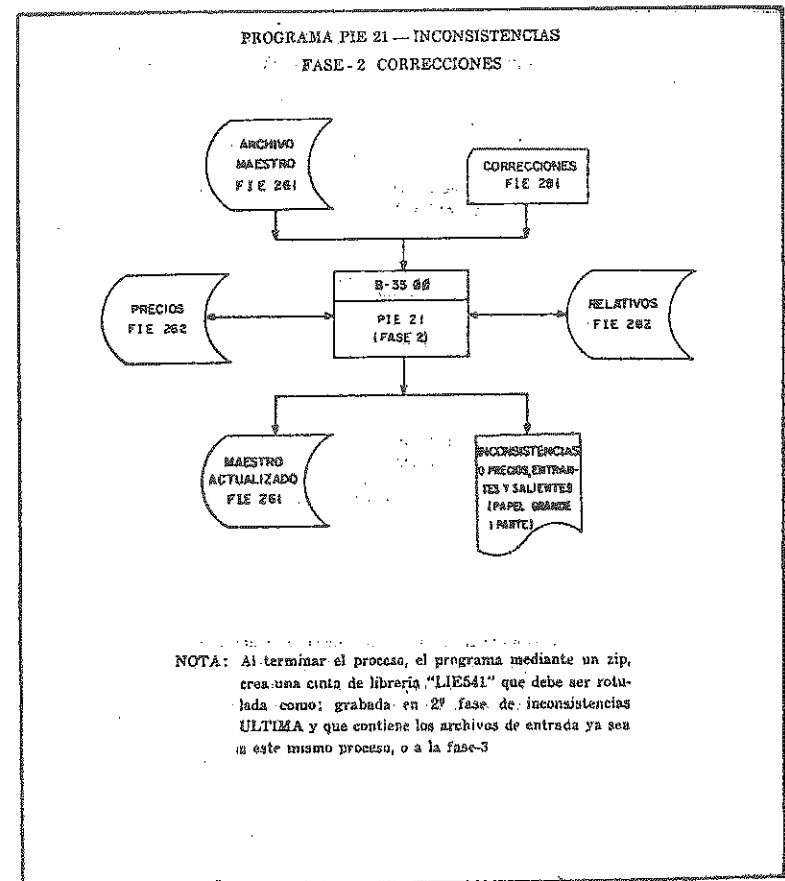 PROGRAMA PIE 21 — INCONSISTENCIAS
FASE-2 CORRECCIONES
ARCHIVO
MAESTRO
FIE 261
CORRECCIONES
FIE 201
B-35 ØØ
PIE 21
(FASE 2)
PRECIOS
FIE 262
RELATIVOS
FIE 202
MAESTRO
ACTUALIZADO
FIE 261
INCONSISTENCIAS
O PRECIOS, ENTRAN-
TES Y SALIENTES
(PAPEL GRANDE
1 PARTE)
NOTA: Al terminar el proceso, el programa mediante un zip,
crea una cinta de librería "LIE541" que debe ser rotu-
lada como: grabada en 2ª fase de inconsistencias
ULTIMA y que contiene los archivos de entrada ya sea
a este mismo proceso, o a la fase-3